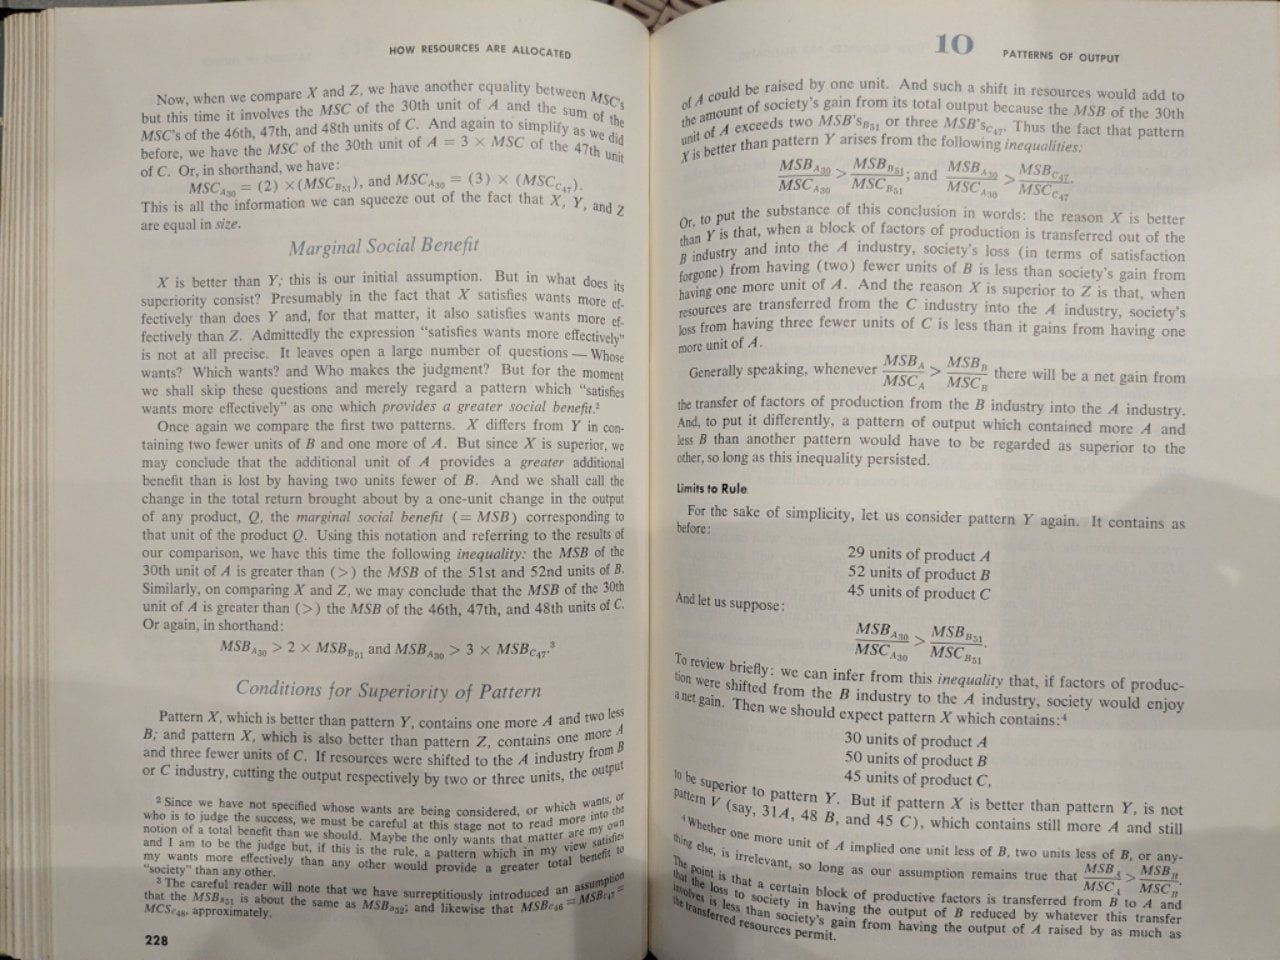 HOW RESOURCES ARE ALLOCATED
Now, when we compare X and Z, we have another equality between MSC's
but this time it involves the MSC of the 30th unit of A and the sum of the
MSC's of the 46th, 47th, and 48th units of C. And again to simplify as we did
before, we have the MSC of the 30th unit of A = 3 × MSC of the 47th unit
of C. Or, in shorthand, we have:
MSC_A30 = (2) ×(MSC_B51), and MSC_A30 = (3) × (MSC_C47).
This is all the information we can squeeze out of the fact that X, Y, and Z
are equal in size.
Marginal Social Benefit
X is better than Y; this is our initial assumption. But in what does its
superiority consist? Presumably in the fact that X satisfies wants more ef-
fectively than does Y and, for that matter, it also satisfies wants more ef-
fectively than Z. Admittedly the expression "satisfies wants more effectively"
is not at all precise. It leaves open a large number of questions — Whose
wants? Which wants? and Who makes the judgment? But for the moment
we shall skip these questions and merely regard a pattern which "satisfies
wants more effectively" as one which provides a greater social benefit.²
Once again we compare the first two patterns. X differs from Y in con-
taining two fewer units of B and one more of A. But since X is superior, we
may conclude that the additional unit of A provides a greater additional
benefit than is lost by having two units fewer of B. And we shall call the
change in the total return brought about by a one-unit change in the output
of any product, Q, the marginal social benefit (= MSB) corresponding to
that unit of the product Q. Using this notation and referring to the results of
our comparison, we have this time the following inequality: the MSB of the
30th unit of A is greater than (>) the MSB of the 51st and 52nd units of B.
Similarly, on comparing X and Z, we may conclude that the MSB of the 30th
unit of A is greater than (>) the MSB of the 46th, 47th, and 48th units of C.
Or again, in shorthand:
MSB_A30 > 2 × MSB_B51 and MSB_A30 > 3 × MSB_C47.³
Conditions for Superiority of Pattern
Pattern X, which is better than pattern Y, contains one more A and two less
B; and pattern X, which is also better than pattern Z, contains one more A
and three fewer units of C. If resources were shifted to the A industry from B
or C industry, cutting the output respectively by two or three units, the output
² Since we have not specified whose wants are being considered, or which wants, or
who is to judge the success, we must be careful at this stage not to read more into the
notion of a total benefit than we should. Maybe the only wants that matter are my own
and I am to be the judge but, if this is the rule, a pattern which in my view satisfies
my wants more effectively than any other would provide a greater total benefit to
"society" than any other.
³ The careful reader will note that we have surreptitiously introduced an assumption
that the MSB_B51 is about the same as MSB_B52; and likewise that MSB_C46 = MSB_C47 =
MCS_C48, approximately.
228
10
PATTERNS OF OUTPUT
of A could be raised by one unit. And such a shift in resources would add to
the amount of society's gain from its total output because the MSB of the 30th
unit of A exceeds two MSB's_B51 or three MSB's_C47. Thus the fact that pattern
X is better than pattern Y arises from the following inequalities:
MSB_A30 / MSC_A30 > MSB_B51 / MSC_B51; and MSB_A30 / MSC_A30 > MSB_C47 / MSC_C47.
Or, to put the substance of this conclusion in words: the reason X is better
than Y is that, when a block of factors of production is transferred out of the
B industry and into the A industry, society's loss (in terms of satisfaction
forgone) from having (two) fewer units of B is less than society's gain from
having one more unit of A. And the reason X is superior to Z is that, when
resources are transferred from the C industry into the A industry, society's
loss from having three fewer units of C is less than it gains from having one
more unit of A.
Generally speaking, whenever MSB_A / MSC_A > MSB_B / MSC_B there will be a net gain from
the transfer of factors of production from the B industry into the A industry.
And, to put it differently, a pattern of output which contained more A and
less B than another pattern would have to be regarded as superior to the
other, so long as this inequality persisted.
Limits to Rule
For the sake of simplicity, let us consider pattern Y again. It contains as
before:
29 units of product A
52 units of product B
45 units of product C
And let us suppose:
MSB_A30 / MSC_A30 > MSB_B51 / MSC_B51.
To review briefly: we can infer from this inequality that, if factors of produc-
tion were shifted from the B industry to the A industry, society would enjoy
a net gain. Then we should expect pattern X which contains:⁴
30 units of product A
50 units of product B
45 units of product C,
to be superior to pattern Y. But if pattern X is better than pattern Y, is not
pattern V (say, 31A, 48 B, and 45 C), which contains still more A and still
⁴ Whether one more unit of A implied one unit less of B, two units less of B, or any-
thing else, is irrelevant, so long as our assumption remains true that MSB_A / MSC_A > MSB_B / MSC_B.
The point is that a certain block of productive factors is transferred from B to A and
that the loss to society in having the output of B reduced by whatever this transfer
involves is less than society's gain from having the output of A raised by as much as
the transferred resources permit.